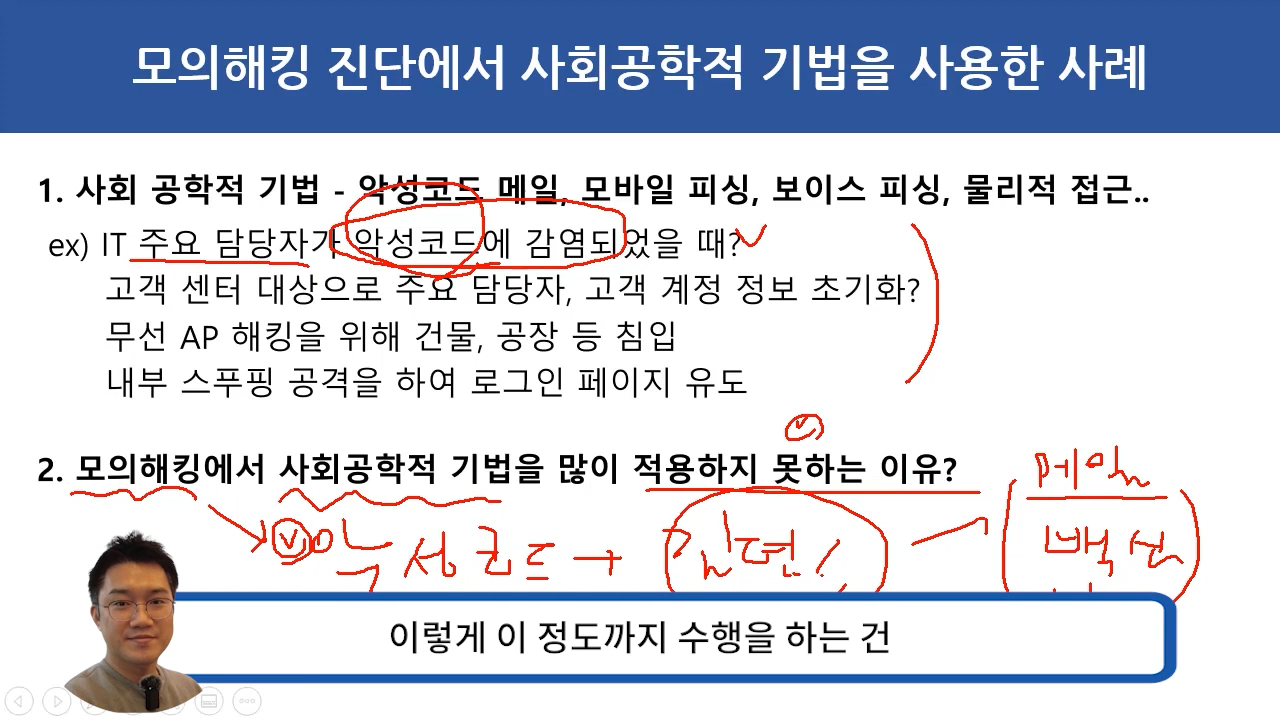 모의해킹 진단에서 사회공학적 기법을 사용한 사례
1. 사회 공학적 기법 - 악성코드 메일, 모바일 피싱, 보이스 피싱, 물리적 접근..
ex) IT 주요 담당자가 악성코드에 감염되었을 때?
고객 센터 대상으로 주요 담당자, 고객 계정 정보 초기화?
무선 AP 해킹을 위해 건물, 공장 등 침입
내부 스푸핑 공격을 하여 로그인 페이지 유도
2. 모의해킹에서 사회공학적 기법을 많이 적용하지 못하는 이유?
메일
악성코드 → 감염!
백신
이렇게 이 정도까지 수행을 하는 건